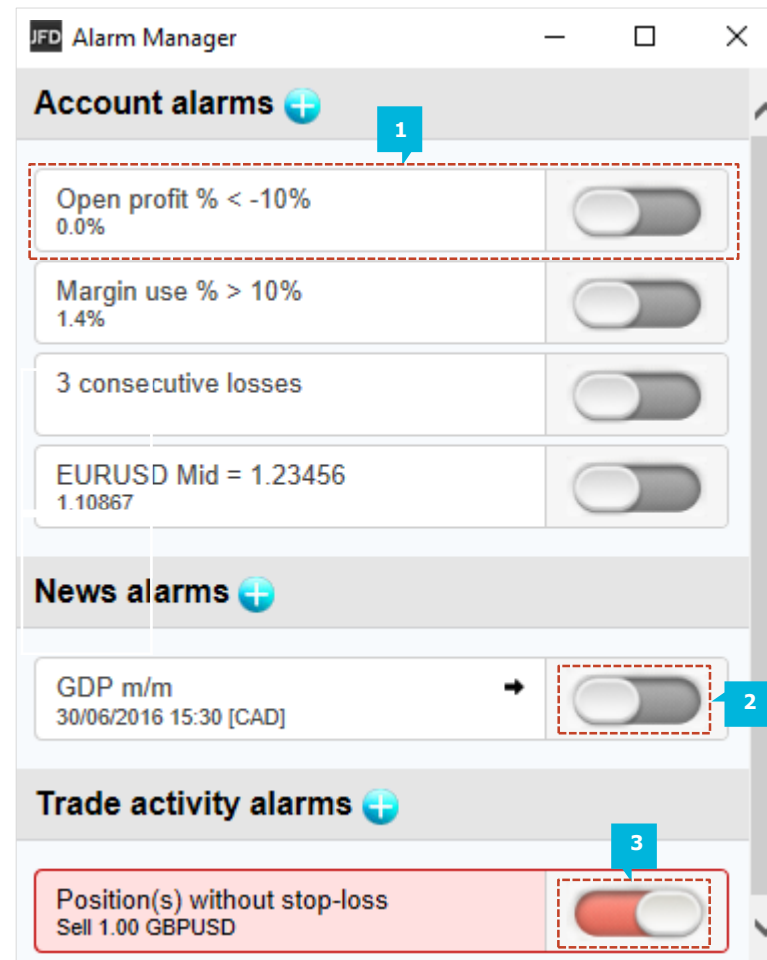 JFD Alarm Manager
Account alarms
1
Open profit % < -10%
0.0%
Margin use % > 10%
1.4%
3 consecutive losses
EURUSD Mid = 1.23456
1.10867
News alarms
GDP m/m
30/06/2016 15:30 [CAD]
2
Trade activity alarms
3
Position(s) without stop-loss
Sell 1.00 GBPUSD